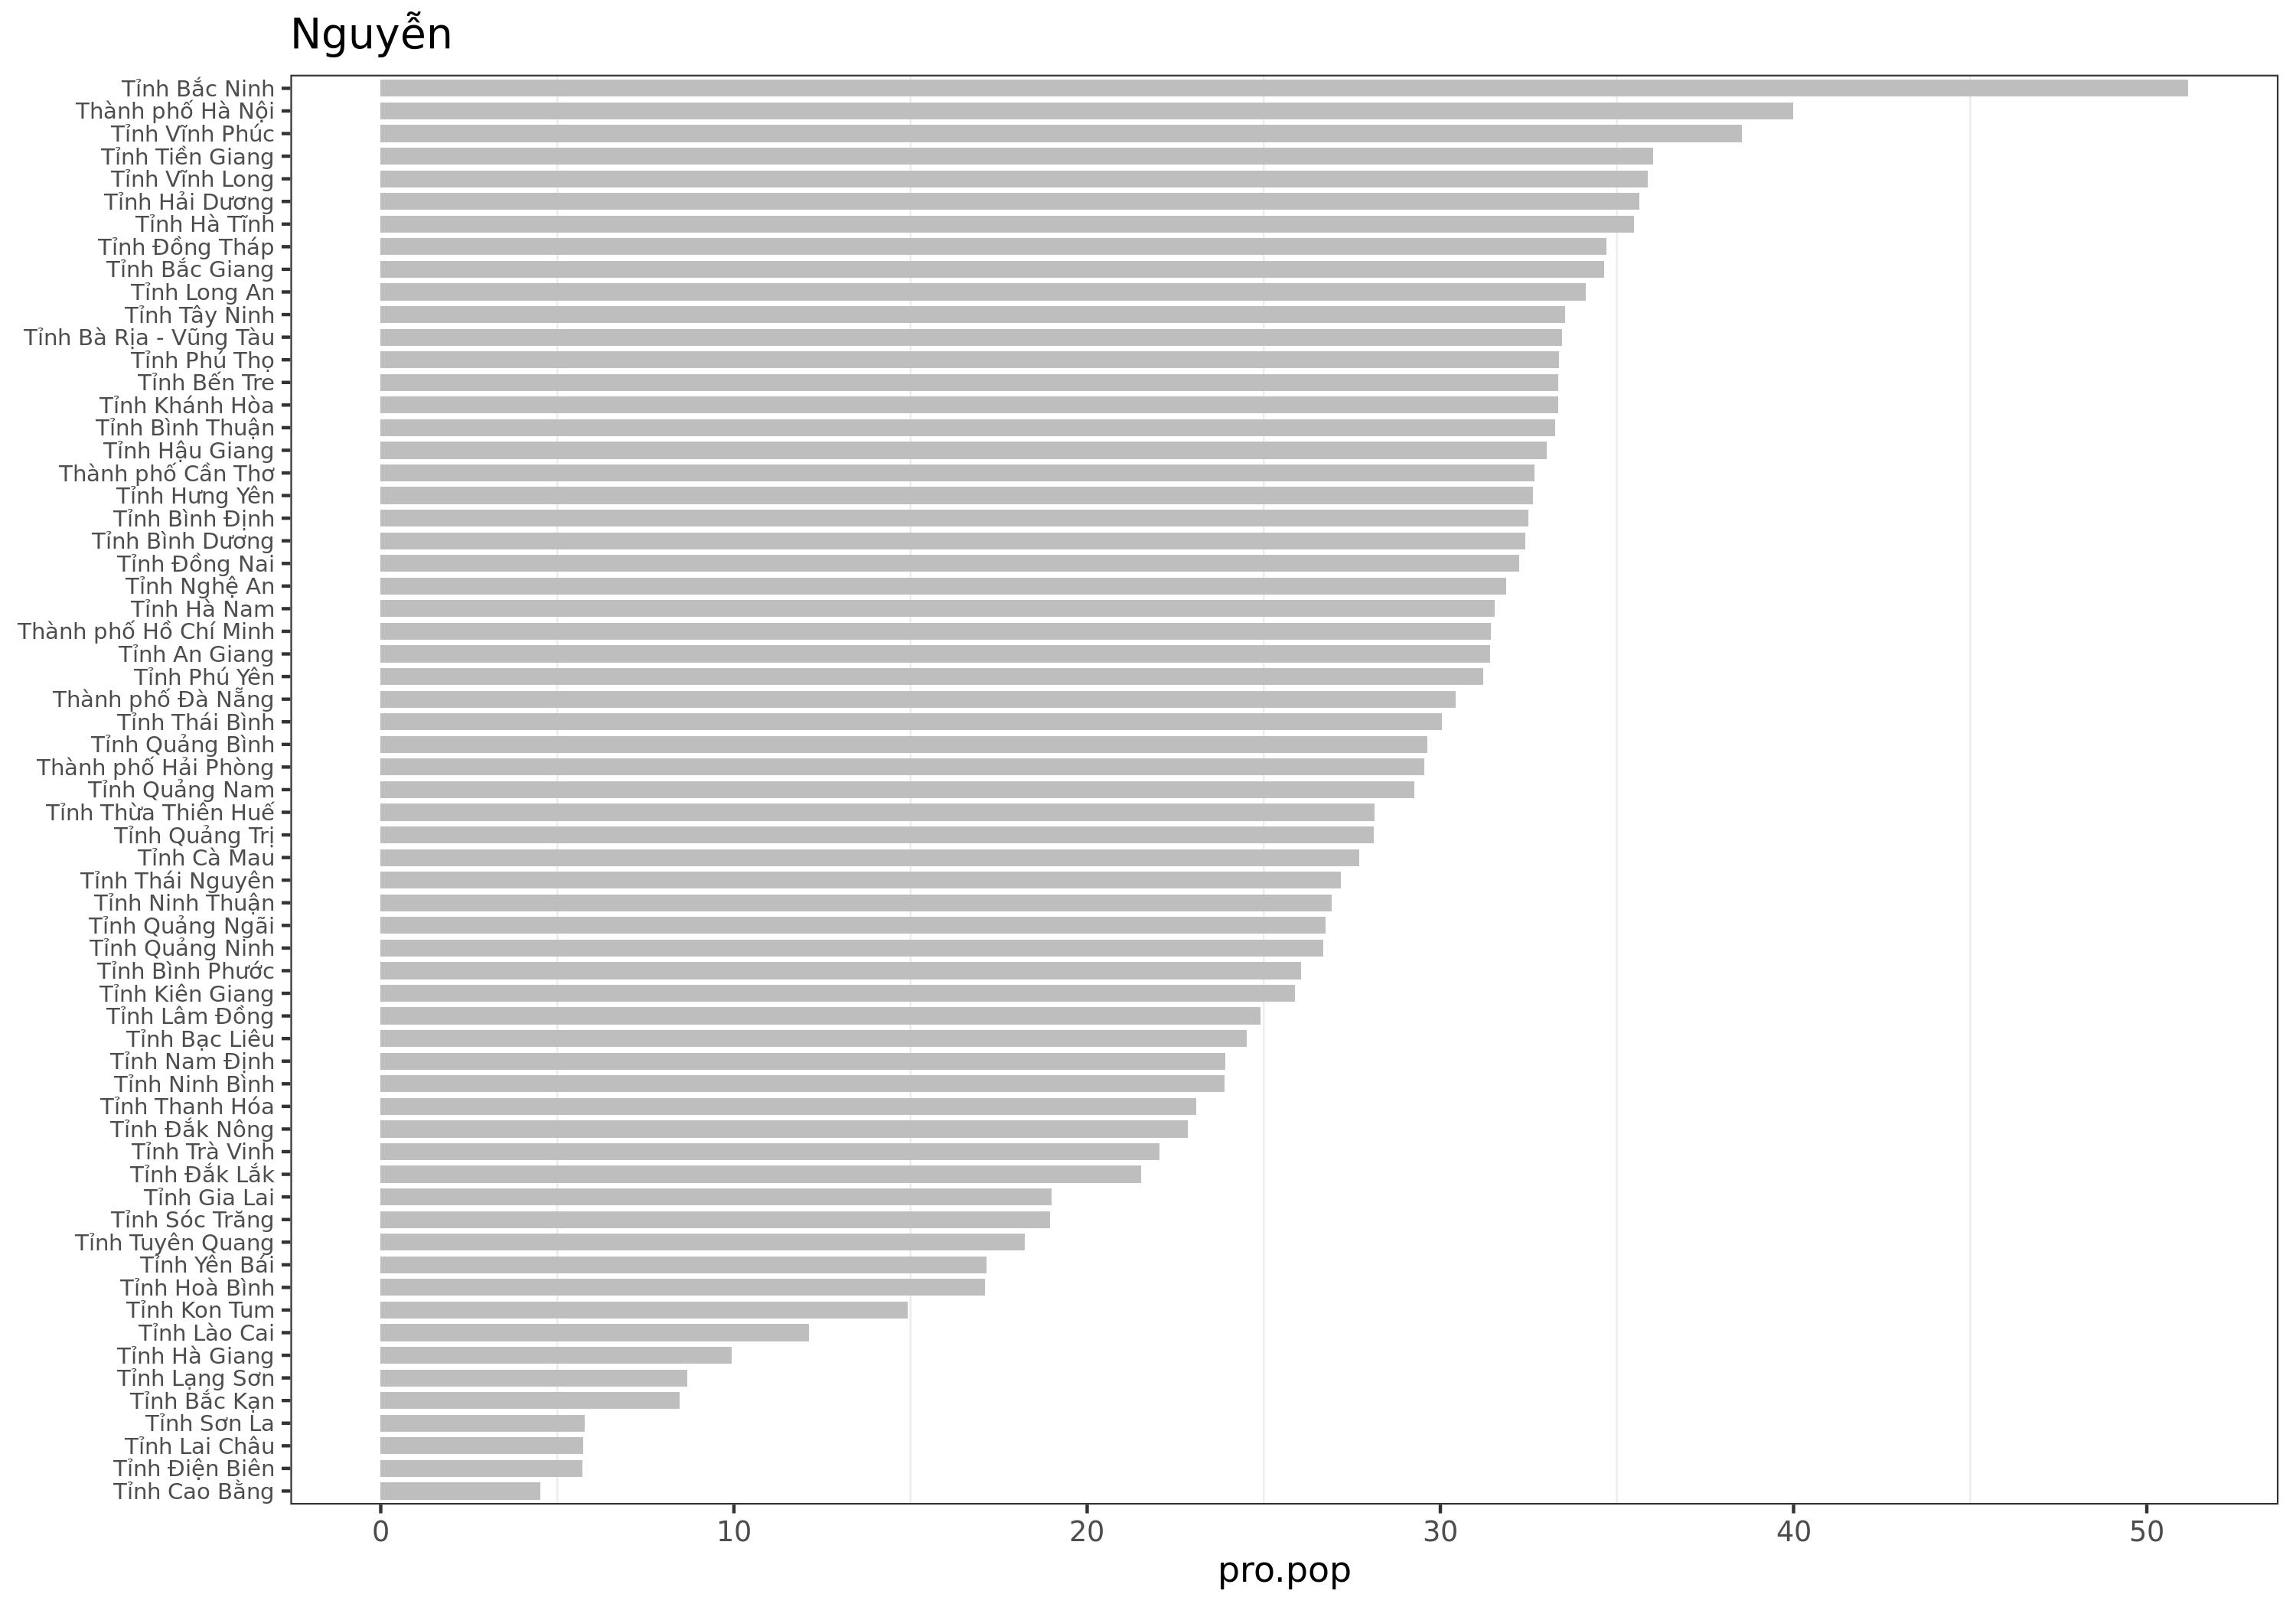 Nguyễn
Tỉnh Bắc Ninh
Thành phố Hà Nội
Tỉnh Vĩnh Phúc
Tỉnh Tiền Giang
Tỉnh Vĩnh Long
Tỉnh Hải Dương
Tỉnh Hà Tĩnh
Tỉnh Đồng Tháp
Tỉnh Bắc Giang
Tỉnh Long An
Tỉnh Tây Ninh
Tỉnh Bà Rịa - Vũng Tàu
Tỉnh Phú Thọ
Tỉnh Bến Tre
Tỉnh Khánh Hòa
Tỉnh Bình Thuận
Tỉnh Hậu Giang
Thành phố Cần Thơ
Tỉnh Hưng Yên
Tỉnh Bình Định
Tỉnh Bình Dương
Tỉnh Đồng Nai
Tỉnh Nghệ An
Tỉnh Hà Nam
Thành phố Hồ Chí Minh
Tỉnh An Giang
Tỉnh Phú Yên
Thành phố Đà Nẵng
Tỉnh Thái Bình
Tỉnh Quảng Bình
Thành phố Hải Phòng
Tỉnh Quảng Nam
Tỉnh Thừa Thiên Huế
Tỉnh Quảng Trị
Tỉnh Cà Mau
Tỉnh Thái Nguyên
Tỉnh Ninh Thuận
Tỉnh Quảng Ngãi
Tỉnh Quảng Ninh
Tỉnh Bình Phước
Tỉnh Kiên Giang
Tỉnh Lâm Đồng
Tỉnh Bạc Liêu
Tỉnh Nam Định
Tỉnh Ninh Bình
Tỉnh Thanh Hóa
Tỉnh Đắk Nông
Tỉnh Trà Vinh
Tỉnh Đắk Lắk
Tỉnh Gia Lai
Tỉnh Sóc Trăng
Tỉnh Tuyên Quang
Tỉnh Yên Bái
Tỉnh Hoà Bình
Tỉnh Kon Tum
Tỉnh Lào Cai
Tỉnh Hà Giang
Tỉnh Lạng Sơn
Tỉnh Bắc Kạn
Tỉnh Sơn La
Tỉnh Lai Châu
Tỉnh Điện Biên
Tỉnh Cao Bằng
0 10 20 30 40 50
pro.pop